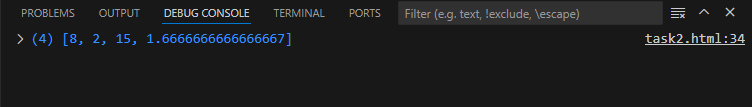 PROBLEMS OUTPUT DEBUG CONSOLE TERMINAL PORTS Filter (e.g. text, !exclude, \escape)
(4) [8, 2, 15, 1.6666666666666667] task2.html:34